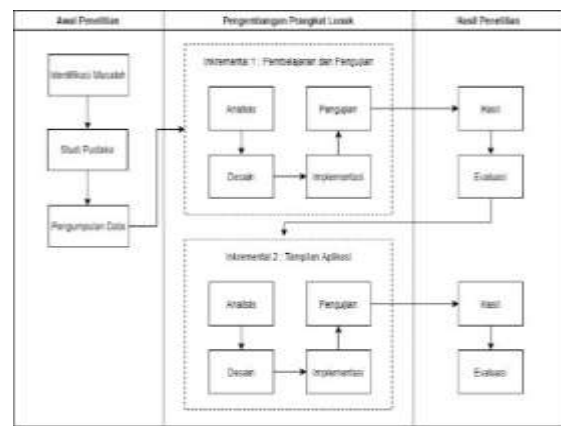 Awal Penelitian
Pengembangan Prangkat Lunak
Hasil Penelitian
Identifikasi Masalah
Studi Pustaka
Pengumpulan Data
Inkremental 1 : Pembelajaran dan Pengujian
Analisis
Pengujian
Desain
Implementasi
Hasil
Evaluasi
Inkremental 2 : Tampilan Aplikasi
Analisis
Pengujian
Desain
Implementasi
Hasil
Evaluasi